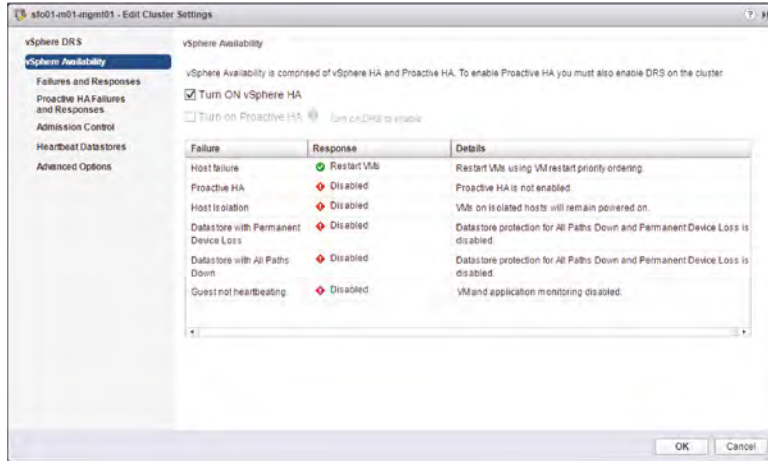 sfo01-m01-mgmt01 - Edit Cluster Settings
vSphere DRS
vSphere Availability
Failures and Responses
Proactive HA Failures
and Responses
Admission Control
Heartbeat Datastores
Advanced Options
vSphere Availability
vSphere Availability is comprised of vSphere HA and Proactive HA. To enable Proactive HA you must also enable DRS on the cluster.
Turn ON vSphere HA
Turn on Proactive HA Turn on DRS to enable
Failure Response Details
Host failure Restart VMs Restart VMs using VM restart priority ordering.
Proactive HA Disabled Proactive HA is not enabled.
Host Isolation Disabled VMs on isolated hosts will remain powered on.
Datastore with Permanent Disabled Datastore protection for All Paths Down and Permanent Device Loss is
Device Loss disabled.
Datastore with All Paths Disabled Datastore protection for All Paths Down and Permanent Device Loss is
Down disabled.
Guest not heartbeating Disabled VM and application monitoring disabled.
OK Cancel